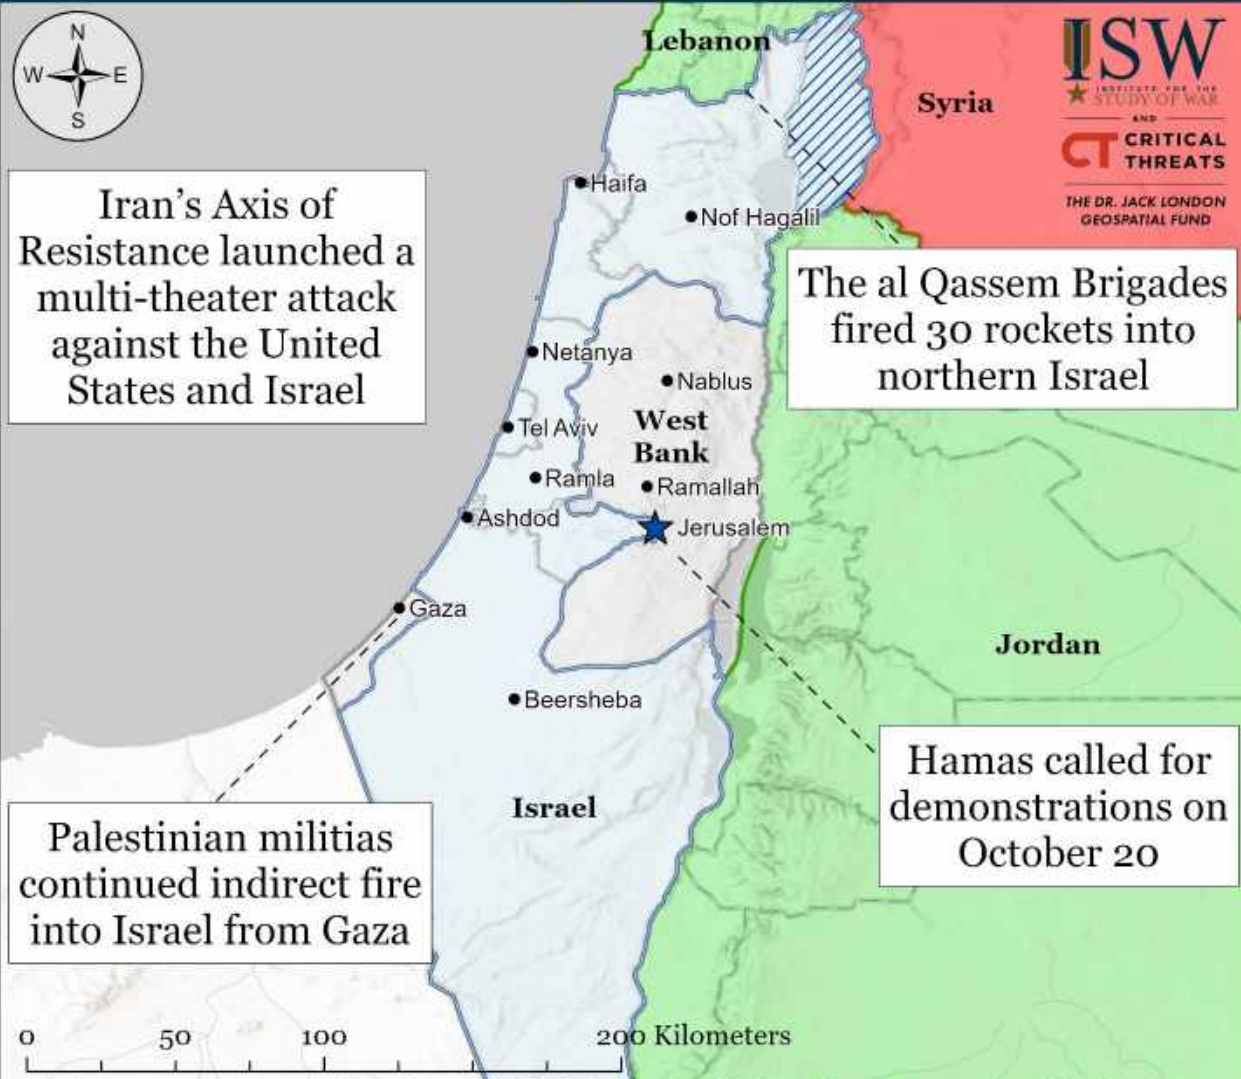 N
W
E
S
Lebanon
Syria
ISW
INSTITUTE FOR THE
STUDY OF WAR
AND
CT CRITICAL
THREATS
THE DR. JACK LONDON
GEOSPATIAL FUND
Iran's Axis of
Resistance launched a
multi-theater attack
against the United
States and Israel
Haifa
Nof Hagalil
The al Qassem Brigades
fired 30 rockets into
northern Israel
Netanya
Nablus
West
Bank
Tel Aviv
Ramla
Ramallah
Ashdod
Jerusalem
Gaza
Jordan
Beersheba
Hamas called for
demonstrations on
October 20
Israel
Palestinian militias
continued indirect fire
into Israel from Gaza
0 50 100 200 Kilometers